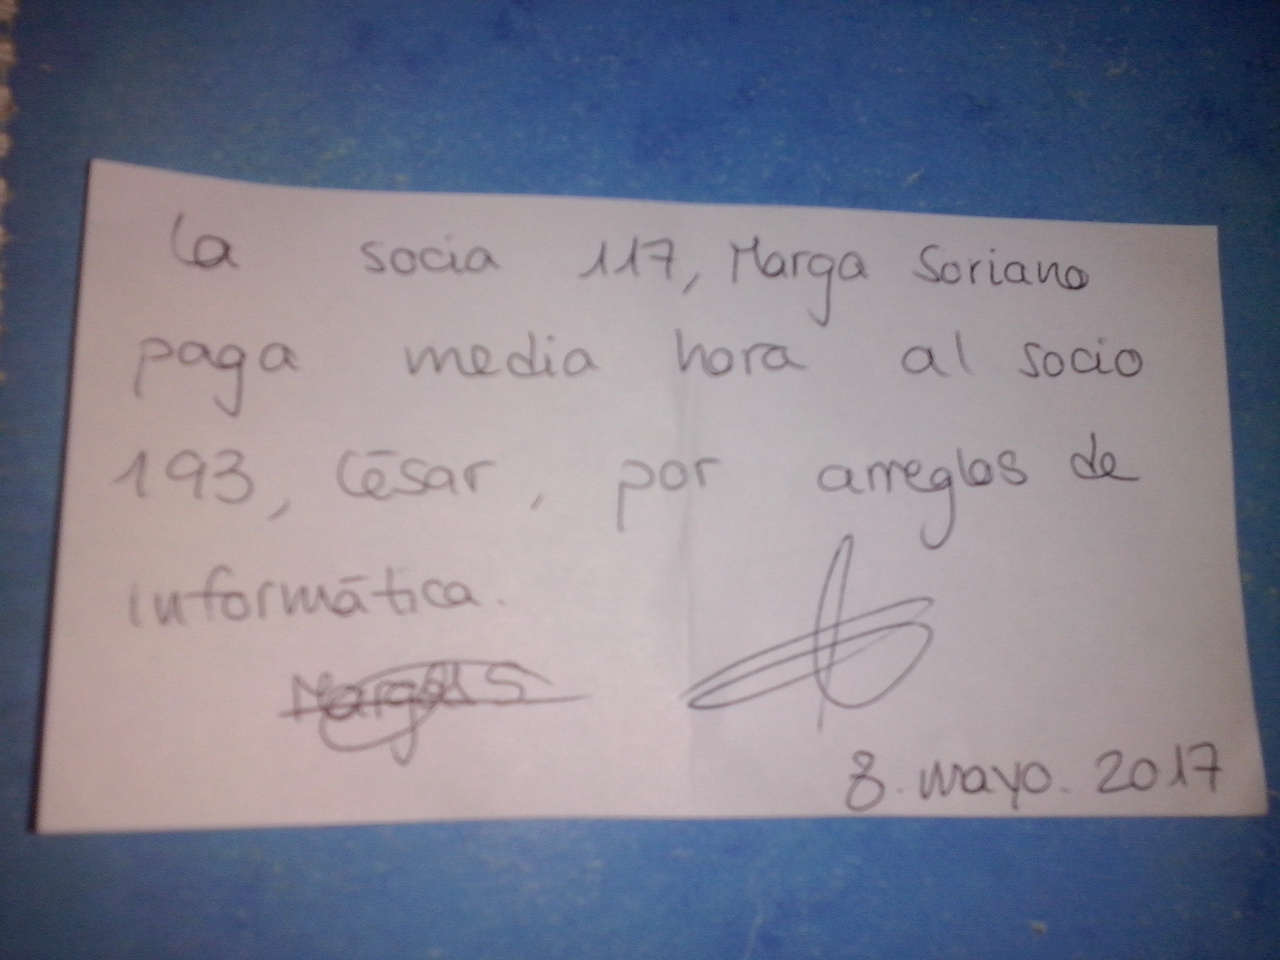 La socia 117, Marga Soriano
paga media hora al socio
193, César, por arreglos de
informática.
Marga S
8. mayo. 2017